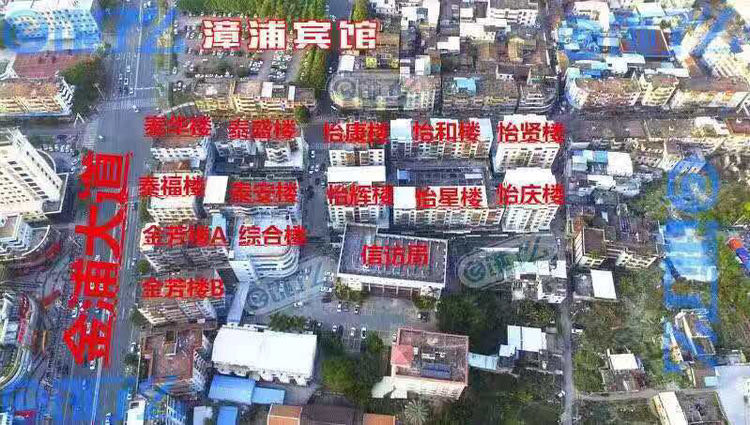 漳浦宾馆
泰华楼 泰馨楼 怡康楼 怡和楼 怡贤楼
泰福楼 泰安楼 怡辉楼 怡星楼 怡庆楼
金芳楼A 综合楼 信访局
金芳楼B
金浦大道